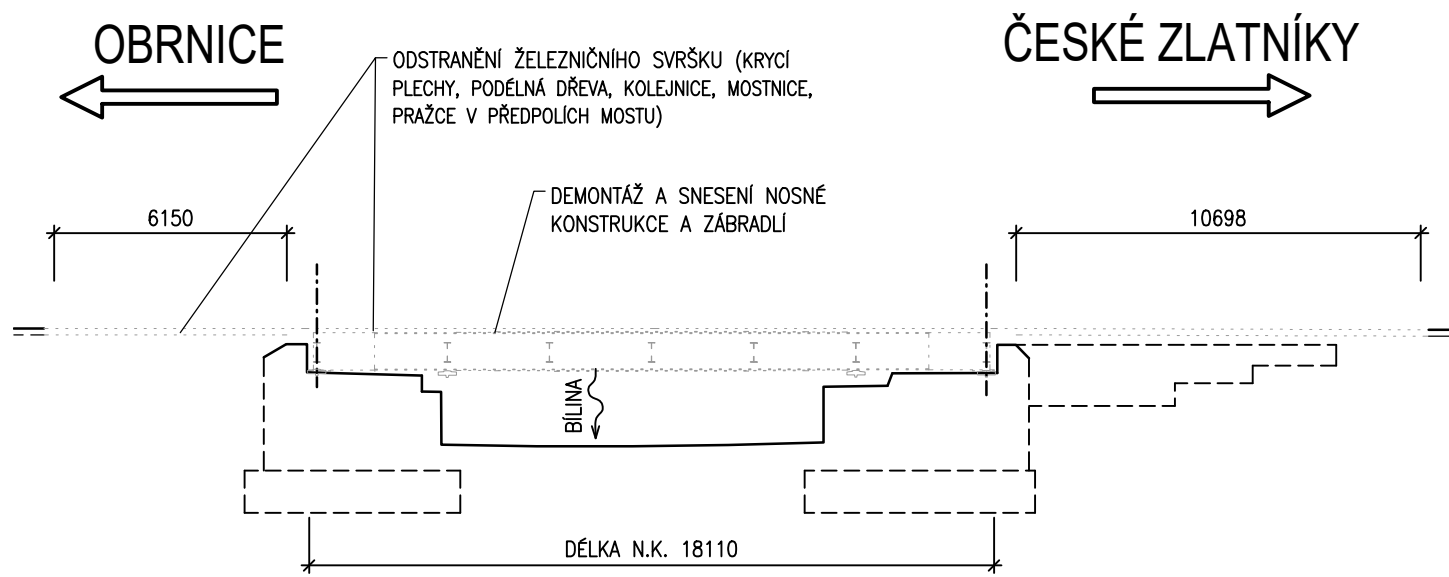 OBRNICE
ČESKÉ ZLATNÍKY
ODSTRANĚNÍ ŽELEZNIČNÍHO SVRŠKU (KRYCÍ
PLECHY, PODÉLNÁ DŘEVA, KOLEJNICE, MOSTNICE,
PRAŽCE V PŘEDPOLÍCH MOSTU)
DEMONTÁŽ A SNESENÍ NOSNÉ
KONSTRUKCE A ZÁBRADLÍ
6150
10698
BÍLINA
DÉLKA N.K. 18110